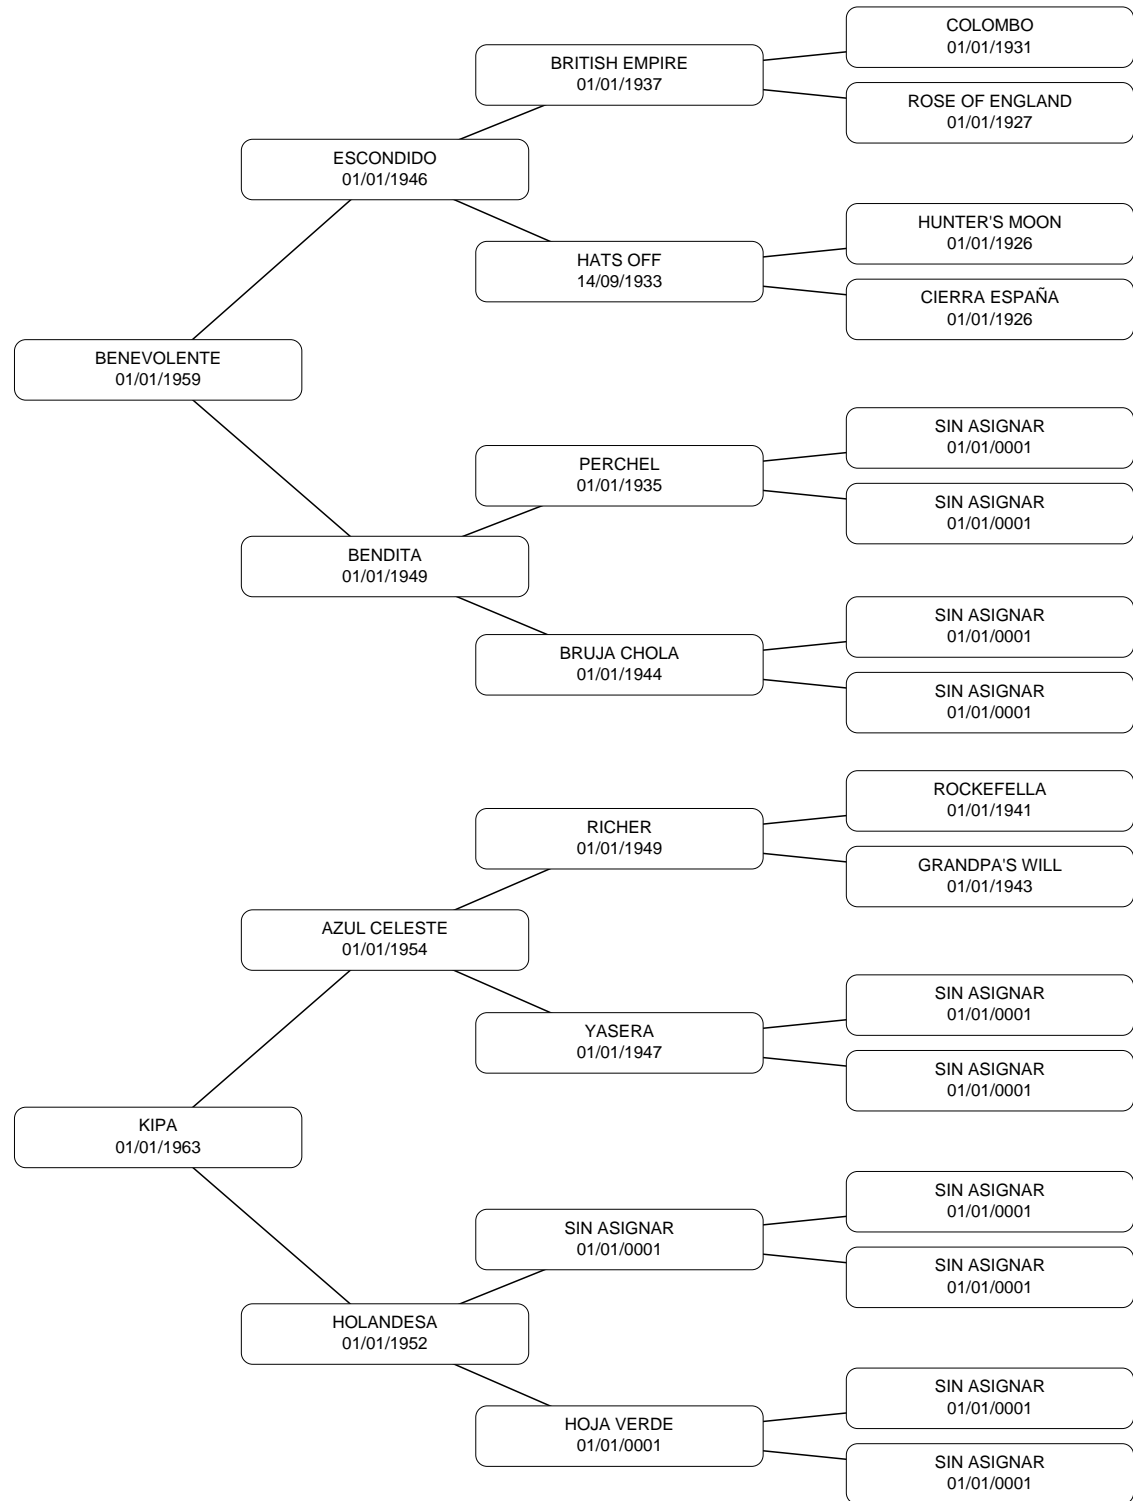 COLOMBO
01/01/1931
BRITISH EMPIRE
01/01/1937
ROSE OF ENGLAND
01/01/1927
ESCONDIDO
01/01/1946
HUNTER'S MOON
01/01/1926
HATS OFF
14/09/1933
CIERRA ESPAÑA
01/01/1926
BENEVOLENTE
01/01/1959
SIN ASIGNAR
01/01/0001
PERCHEL
01/01/1935
SIN ASIGNAR
01/01/0001
BENDITA
01/01/1949
SIN ASIGNAR
01/01/0001
BRUJA CHOLA
01/01/1944
SIN ASIGNAR
01/01/0001
ROCKEFELLA
01/01/1941
RICHER
01/01/1949
GRANDPA'S WILL
01/01/1943
AZUL CELESTE
01/01/1954
SIN ASIGNAR
01/01/0001
YASERA
01/01/1947
SIN ASIGNAR
01/01/0001
KIPA
01/01/1963
SIN ASIGNAR
01/01/0001
SIN ASIGNAR
01/01/0001
SIN ASIGNAR
01/01/0001
HOLANDESA
01/01/1952
SIN ASIGNAR
01/01/0001
HOJA VERDE
01/01/0001
SIN ASIGNAR
01/01/0001